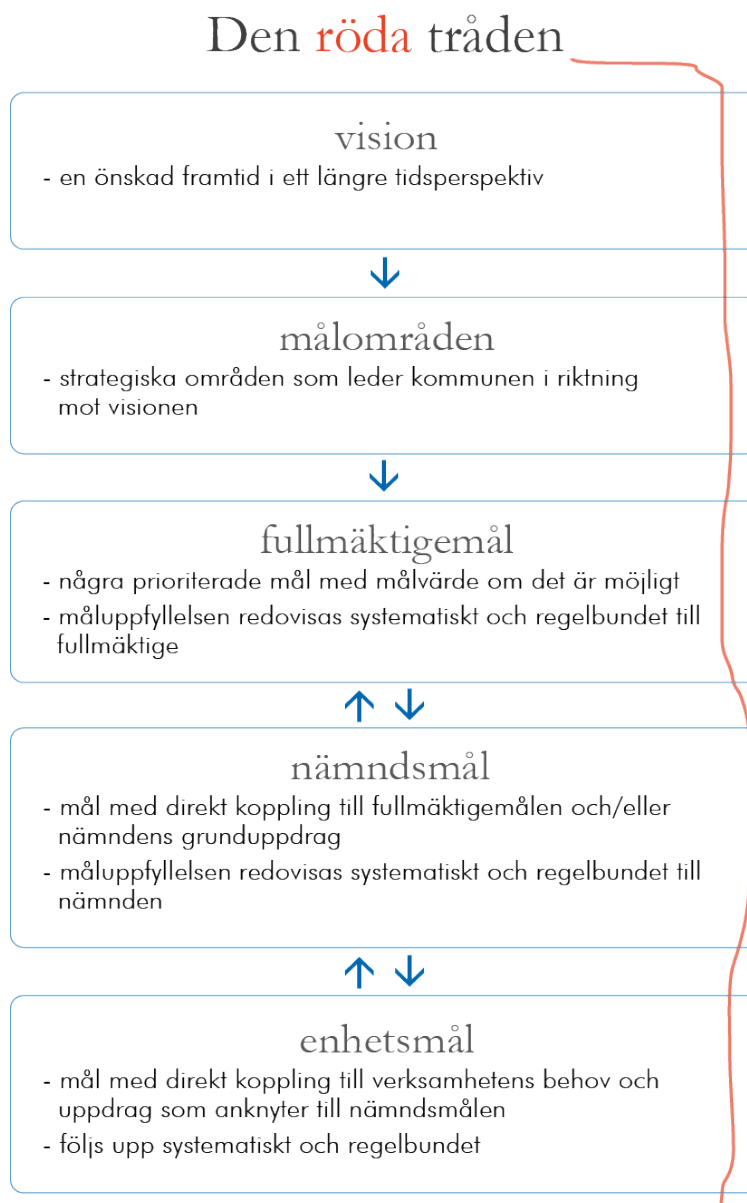 Den röda tråden
vision
- en önskad framtid i ett längre tidsperspektiv
målområden
- strategiska områden som leder kommunen i riktning
mot visionen
fullmäktigemål
- några prioriterade mål med målvärde om det är möjligt
- måluppfyllelsen redovisas systematiskt och regelbundet till
fullmäktige
nämndsmål
- mål med direkt koppling till fullmäktigemålen och/eller
nämndens grunduppdrag
- måluppfyllelsen redovisas systematiskt och regelbundet till
nämnden
enhetsmål
- mål med direkt koppling till verksamhetens behov och
uppdrag som anknyter till nämndsmålen
- följs upp systematiskt och regelbundet